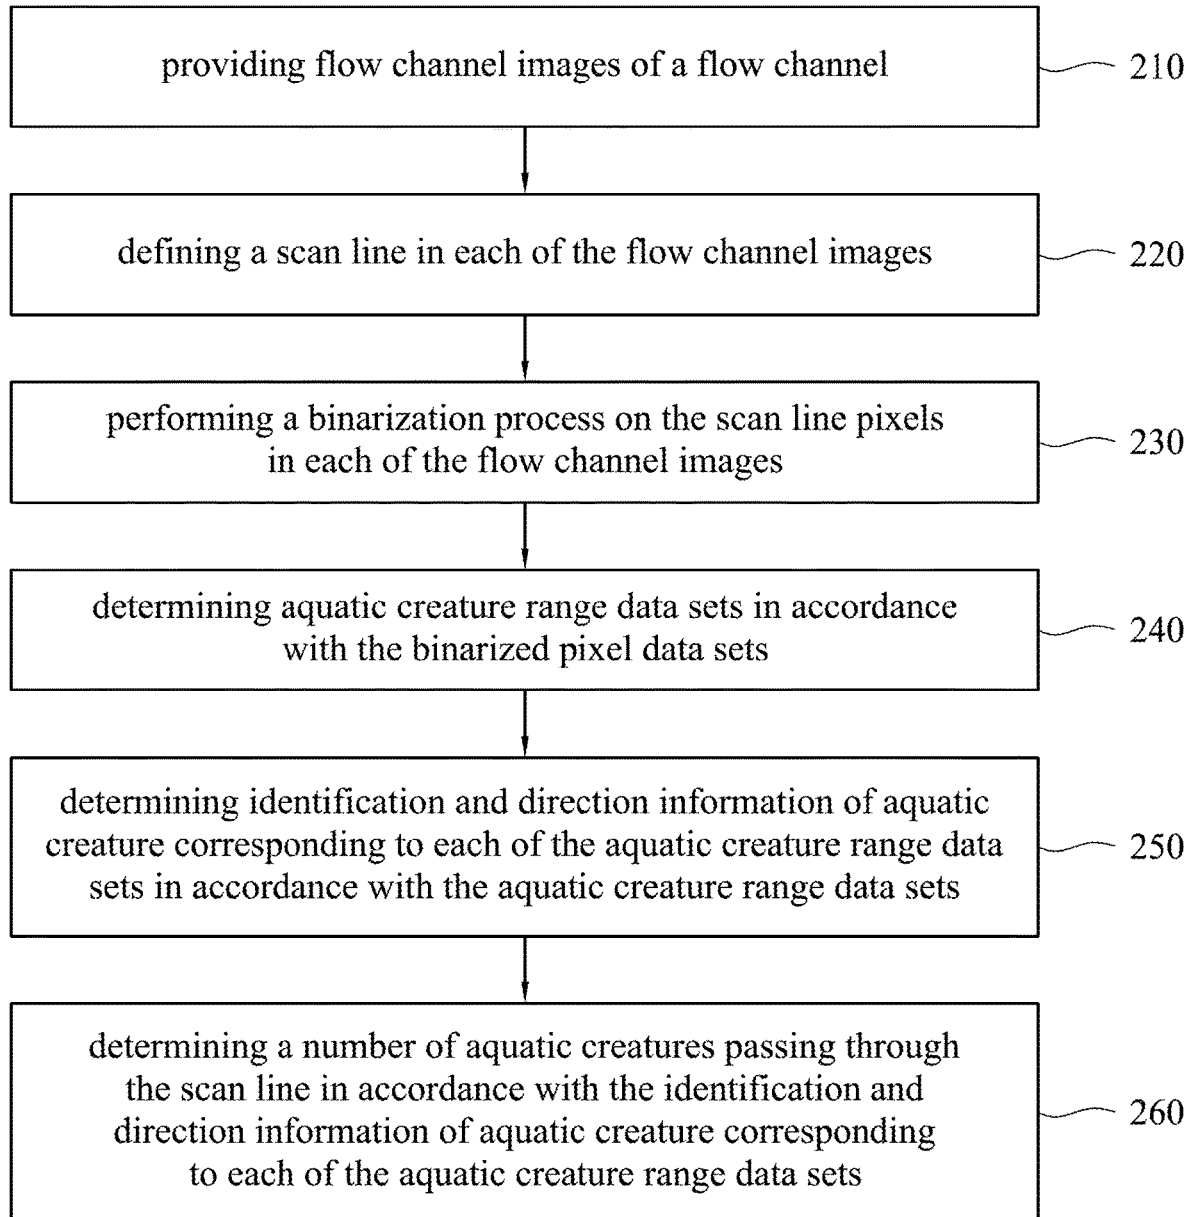 providing flow channel images of a flow channel
210
defining a scan line in each of the flow channel images
220
performing a binarization process on the scan line pixels
in each of the flow channel images
230
determining aquatic creature range data sets in accordance
with the binarized pixel data sets
240
determining identification and direction information of aquatic
creature corresponding to each of the aquatic creature range data
sets in accordance with the aquatic creature range data sets
250
determining a number of aquatic creatures passing through
the scan line in accordance with the identification and
direction information of aquatic creature corresponding
to each of the aquatic creature range data sets
260